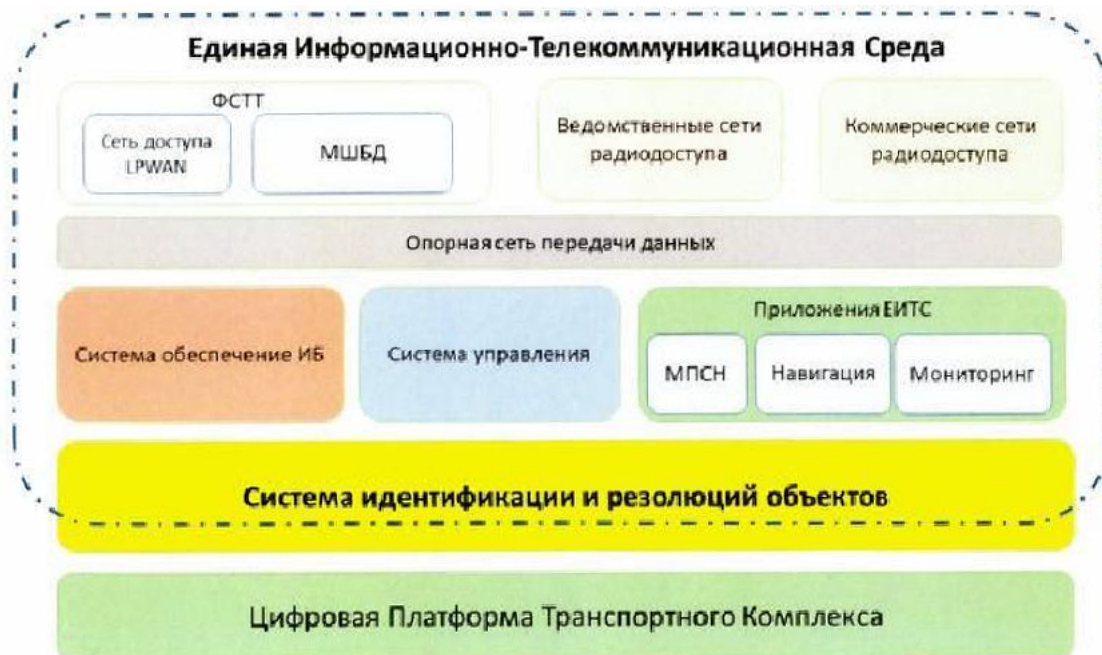 Единая Информационно-Телекоммуникационная Среда
ФСТТ
Сеть доступа
LPWAN
МШБД
Ведомственные сети
радиодоступа
Коммерческие сети
радиодоступа
Опорная сеть передачи данных
Система обеспечение ИБ
Система управления
Приложения ЕИТС
МПСН
Навигация
Мониторинг
Система идентификации и резолюций объектов
Цифровая Платформа Транспортного Комплекса